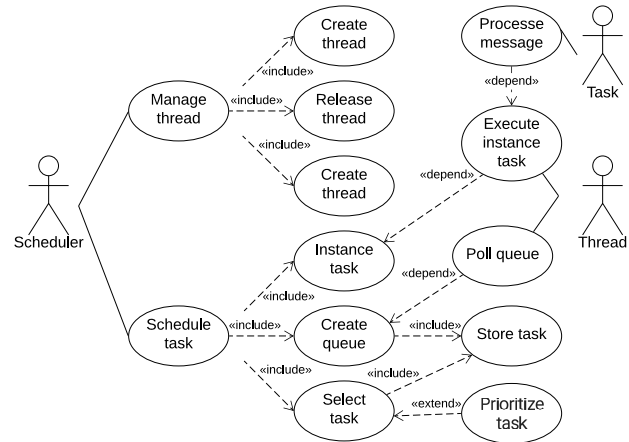 Create
thread
Processe
message
«include»
«depend»
Task
Manage
thread
«include»
Release
thread
Execute
instance
task
«include»
Create
thread
«depend»
Scheduler
Thread
Instance
task
Poll queue
«include»
«depend»
Schedule
task
«include»
Create
queue
«include»
Store task
«include»
«include»
Select
task
«extend»
Prioritize
task